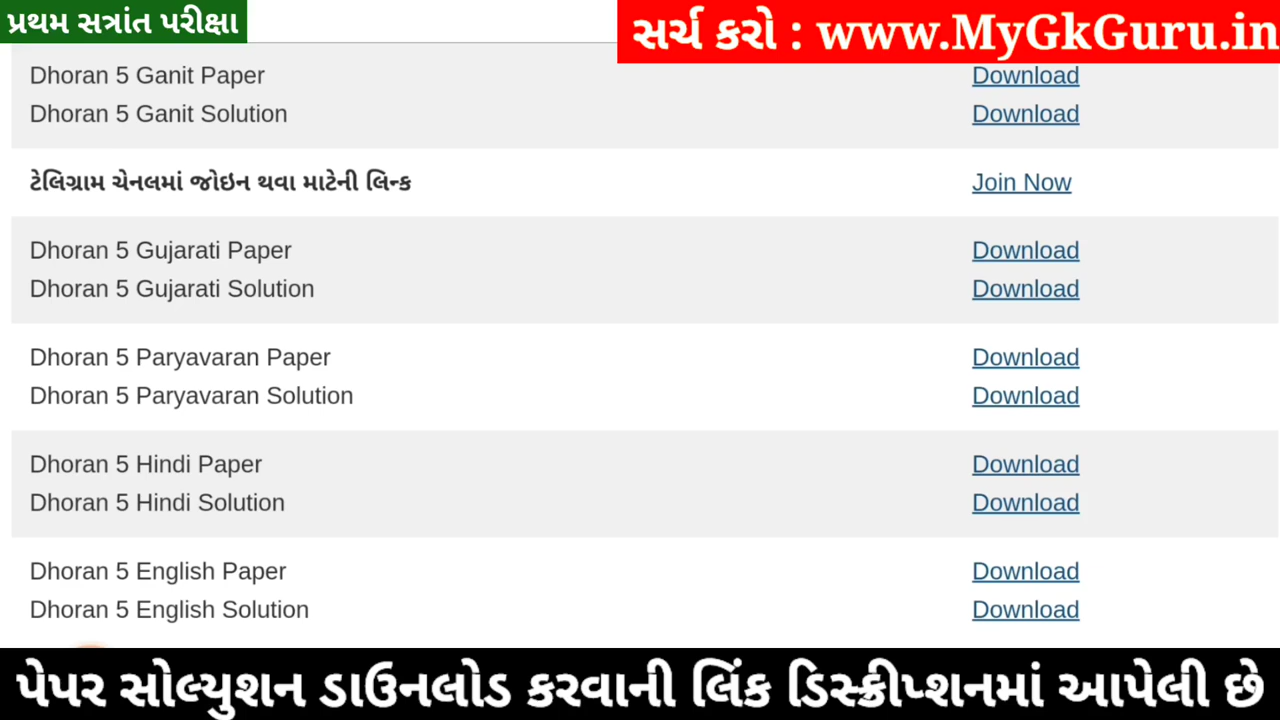 પ્રથમ સત્રાંત પરીક્ષા
સર્ચ કરો : www.MyGkGuru.in
Dhoran 5 Ganit Paper Download
Dhoran 5 Ganit Solution Download
ટેલિગ્રામ ચેનલમાં જોઇન થવા માટેની લિન્ક Join Now
Dhoran 5 Gujarati Paper Download
Dhoran 5 Gujarati Solution Download
Dhoran 5 Paryavaran Paper Download
Dhoran 5 Paryavaran Solution Download
Dhoran 5 Hindi Paper Download
Dhoran 5 Hindi Solution Download
Dhoran 5 English Paper Download
Dhoran 5 English Solution Download
પેપર સોલ્યુશન ડાઉનલોડ કરવાની લિંક ડિસ્ક્રીપ્શનમાં આપેલી છે